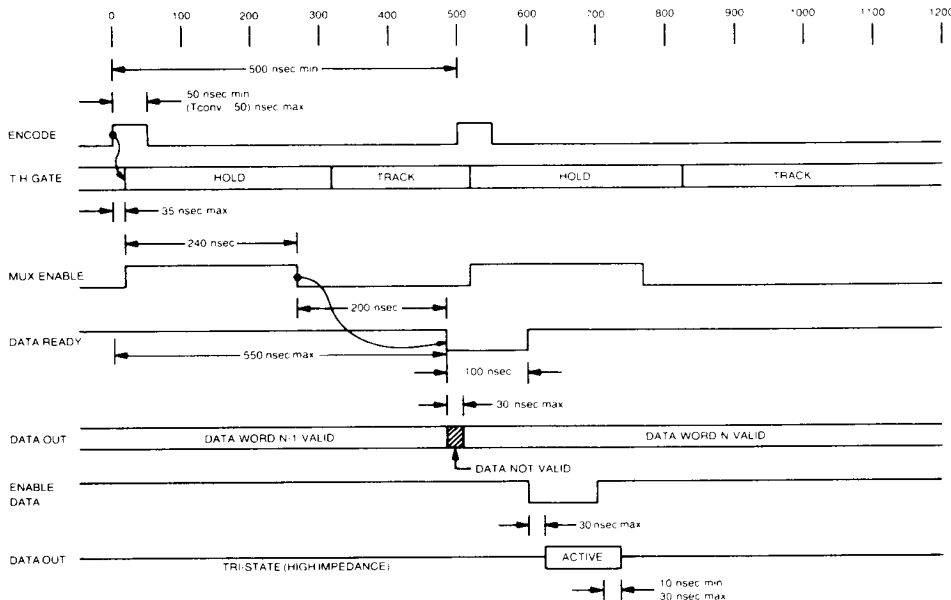 0 100 200 300 400 500 600 700 800 900 1000 1100 1200
500 nsec min
50 nsec min
(Tconv 50) nsec max
ENCODE
T H GATE
HOLD
TRACK
HOLD
TRACK
35 nsec max
240 nsec
MUX ENABLE
200 nsec
DATA READY
550 nsec max
100 nsec
30 nsec max
DATA OUT
DATA WORD N-1 VALID
DATA WORD N VALID
DATA NOT VALID
ENABLE
DATA
30 nsec max
DATA OUT
TRI-STATE (HIGH IMPEDANCE)
ACTIVE
10 nsec min
30 nsec max